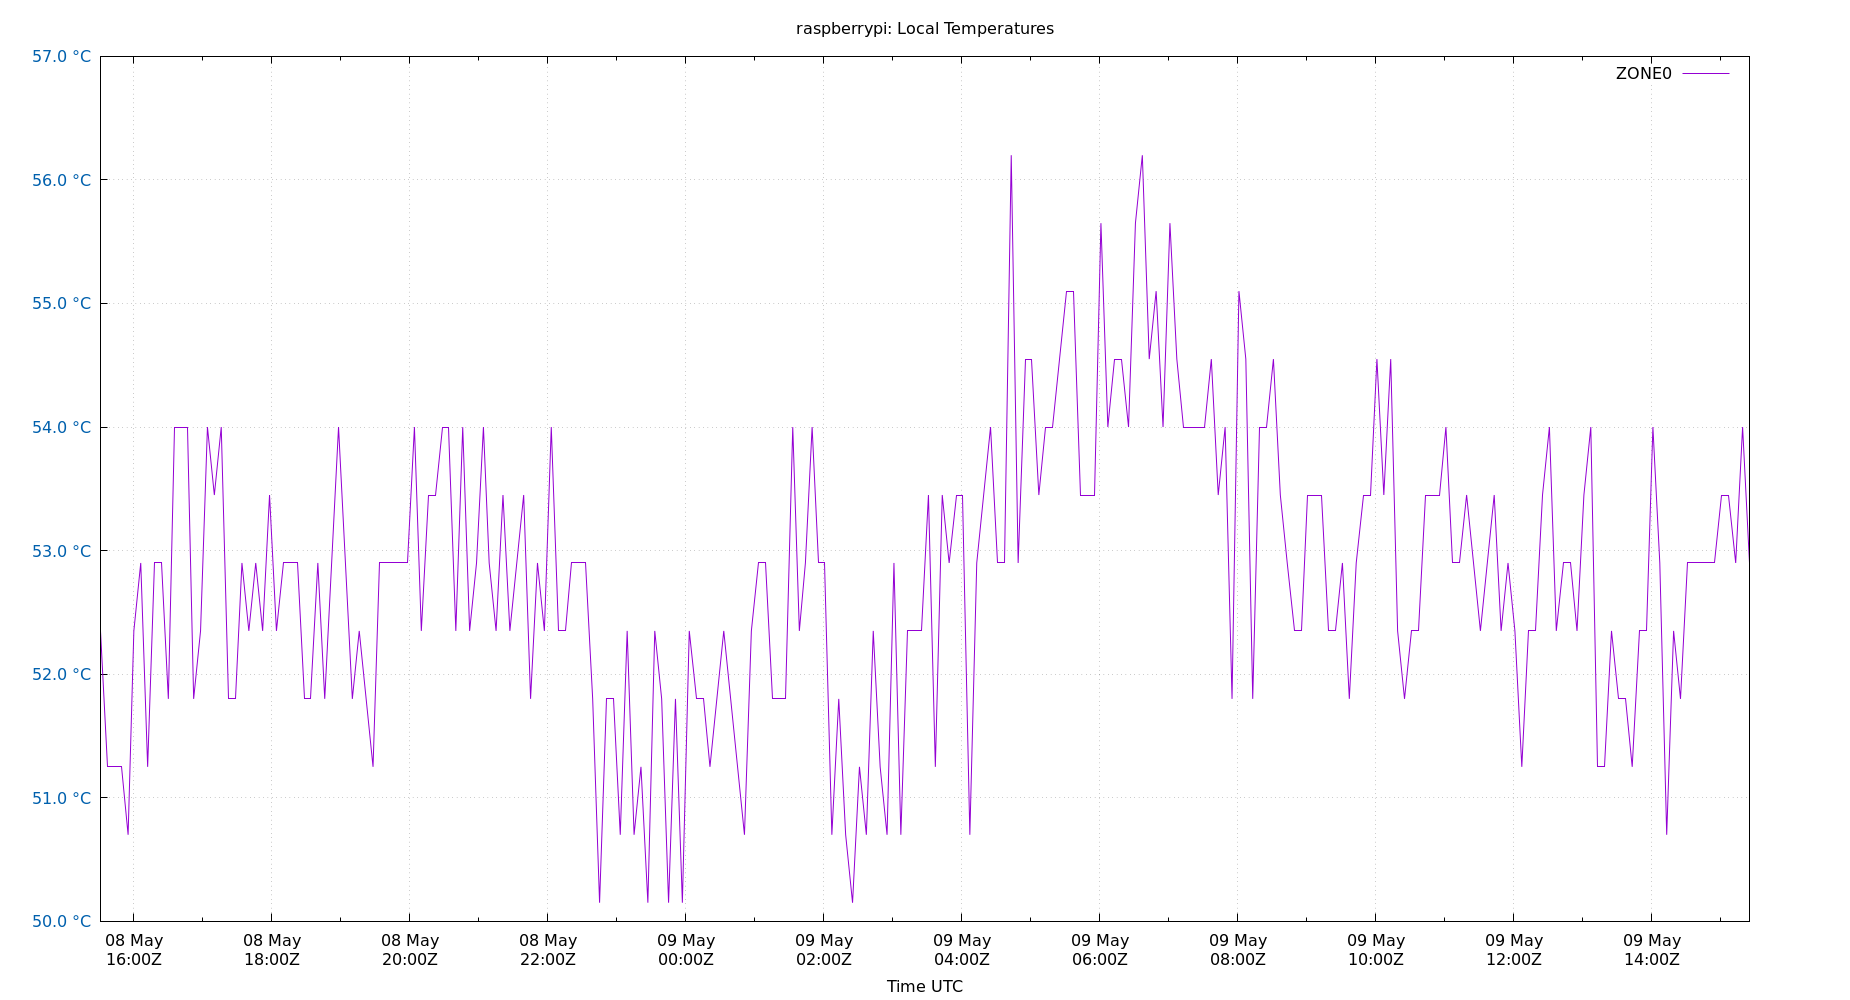 raspberrypi: Local Temperatures
57.0 °C
ZONE0
56.0 °C
55.0 °C
54.0 °C
53.0 °C
52.0 °C
51.0 °C
50.0 °C
08 May 08 May 08 May 08 May 09 May 09 May 09 May 09 May 09 May 09 May 09 May 09 May
16:00Z 18:00Z 20:00Z 22:00Z 00:00Z 02:00Z 04:00Z 06:00Z 08:00Z 10:00Z 12:00Z 14:00Z
Time UTC